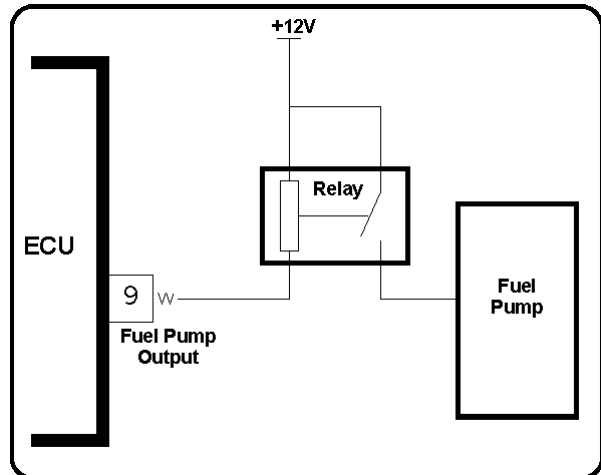 +12V
Relay
ECU
9
W
Fuel Pump
Output
Fuel
Pump